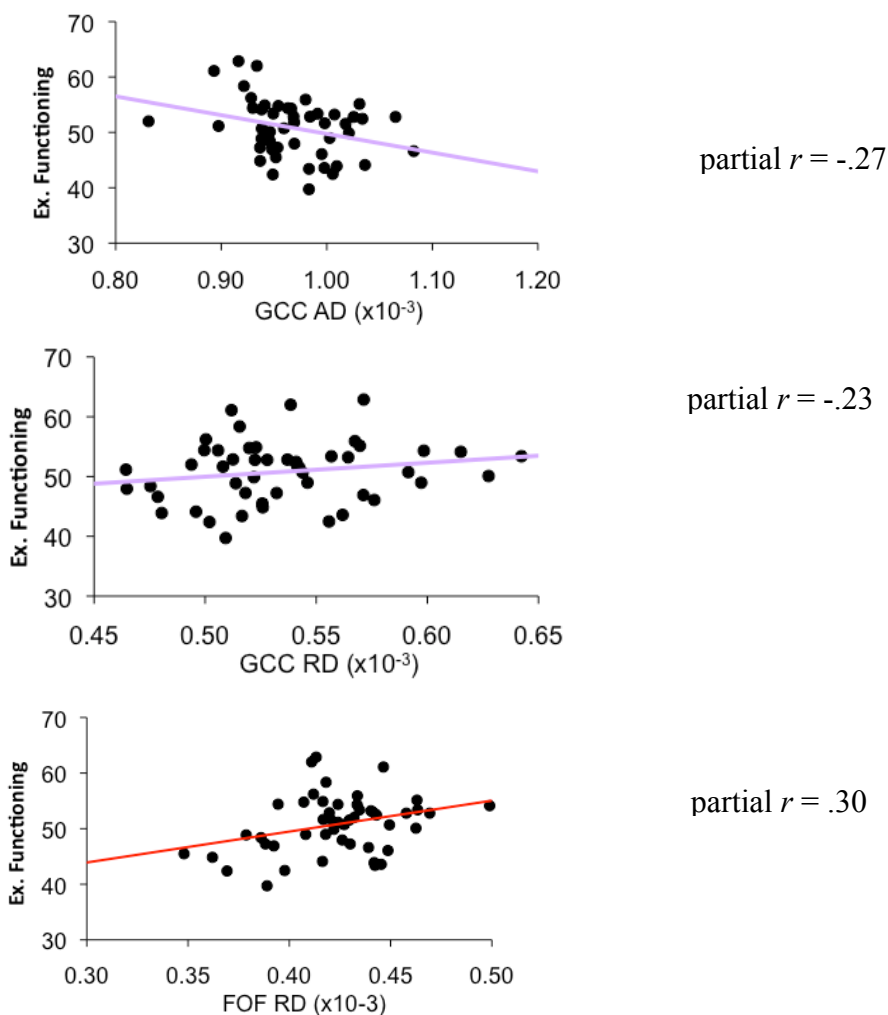 70
60
50
40
30
Ex. Functioning
0.80 0.90 1.00 1.10 1.20
GCC AD (x10⁻³)
partial r = -.27
70
60
50
40
30
Ex. Functioning
0.45 0.50 0.55 0.60 0.65
GCC RD (x10⁻³)
partial r = -.23
70
60
50
40
30
Ex. Functioning
0.30 0.35 0.40 0.45 0.50
FOF RD (x10-3)
partial r = .30